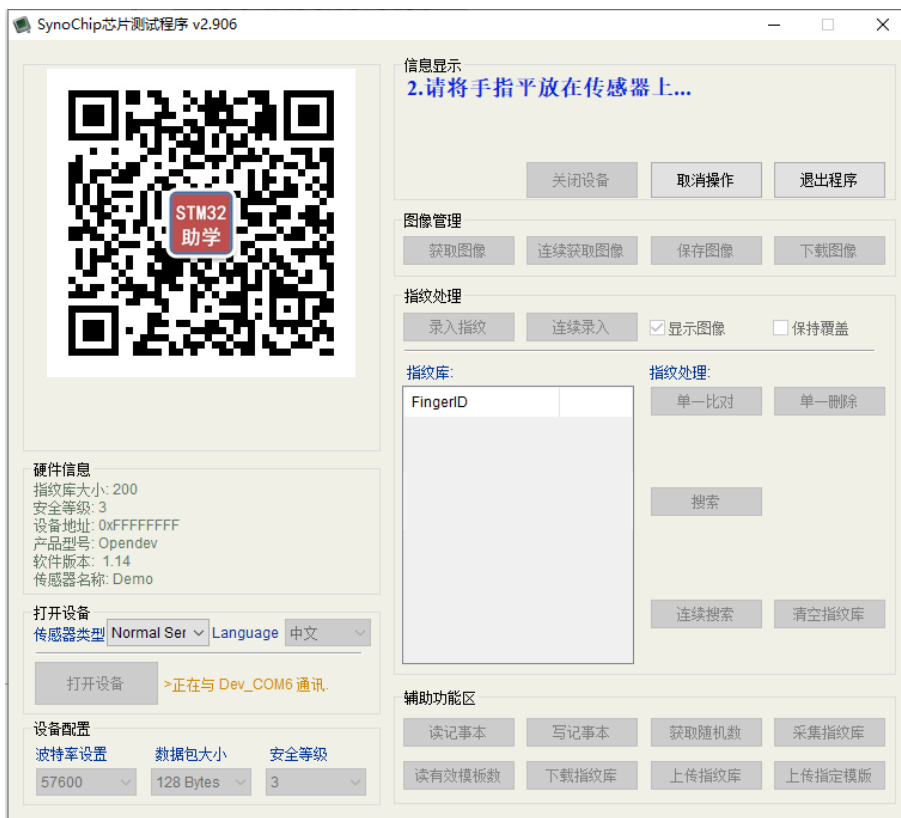 SynoChip芯片测试程序 v2.906
STM32
助学
硬件信息
指纹库大小: 200
安全等级: 3
设备地址: 0xFFFFFFFF
产品型号: Opendev
软件版本: 1.14
传感器名称: Demo
打开设备
传感器类型 Normal Ser Language 中文
打开设备 >正在与 Dev_COM6 通讯.
设备配置
波特率设置 数据包大小 安全等级
57600 128 Bytes 3
信息显示
2.请将手指平放在传感器上...
关闭设备 取消操作 退出程序
图像管理
获取图像 连续获取图像 保存图像 下载图像
指纹处理
录入指纹 连续录入 显示图像 保持覆盖
指纹库: 指纹处理:
FingerID 单一比对 单一删除
搜索
连续搜索 清空指纹库
辅助功能区
读记事本 写记事本 获取随机数 采集指纹库
读有效模板数 下载指纹库 上传指纹库 上传指定模版